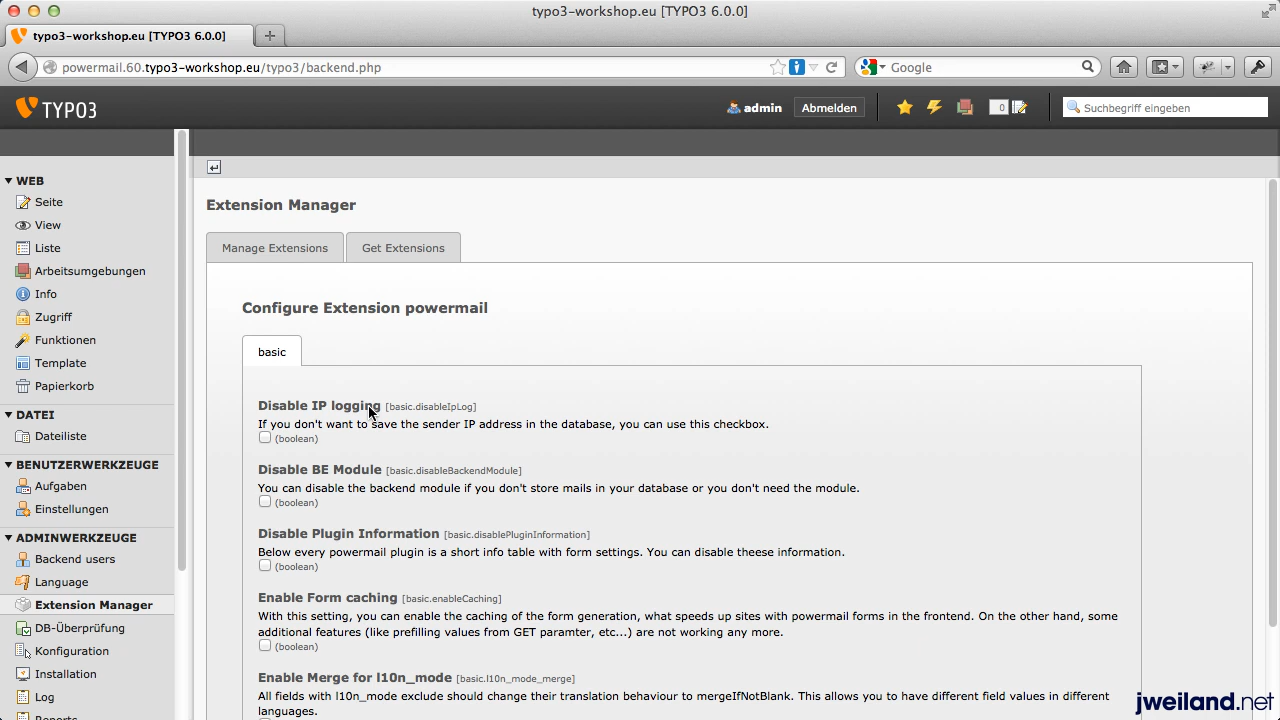 typo3-workshop.eu [TYPO3 6.0.0]
typo3-workshop.eu [TYPO3 6.0.0]
powermail.60.typo3-workshop.eu/typo3/backend.php
Google
TYPO3
admin
Abmelden
0
Suchbegriff eingeben
WEB
Seite
View
Liste
Arbeitsumgebungen
Info
Zugriff
Funktionen
Template
Papierkorb
DATEI
Dateiliste
BENUTZERWERKZEUGE
Aufgaben
Einstellungen
ADMINWERKZEUGE
Backend users
Language
Extension Manager
DB-Überprüfung
Konfiguration
Installation
Log
Reports
Extension Manager
Manage Extensions
Get Extensions
Configure Extension powermail
basic
Disable IP logging [basic.disableIpLog]
If you don't want to save the sender IP address in the database, you can use this checkbox.
(boolean)
Disable BE Module [basic.disableBackendModule]
You can disable the backend module if you don't store mails in your database or you don't need the module.
(boolean)
Disable Plugin Information [basic.disablePluginInformation]
Below every powermail plugin is a short info table with form settings. You can disable theese information.
(boolean)
Enable Form caching [basic.enableCaching]
With this setting, you can enable the caching of the form generation, what speeds up sites with powermail forms in the frontend. On the other hand, some
additional features (like prefilling values from GET paramter, etc...) are not working any more.
(boolean)
Enable Merge for l10n_mode [basic.l10n_mode_merge]
All fields with l10n_mode exclude should change their translation behaviour to mergeIfNotBlank. This allows you to have different field values in different
languages.
jweiland.net